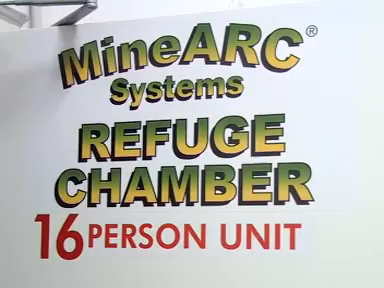 MineARC®
Systems
REFUGE
CHAMBER
16 PERSON UNIT